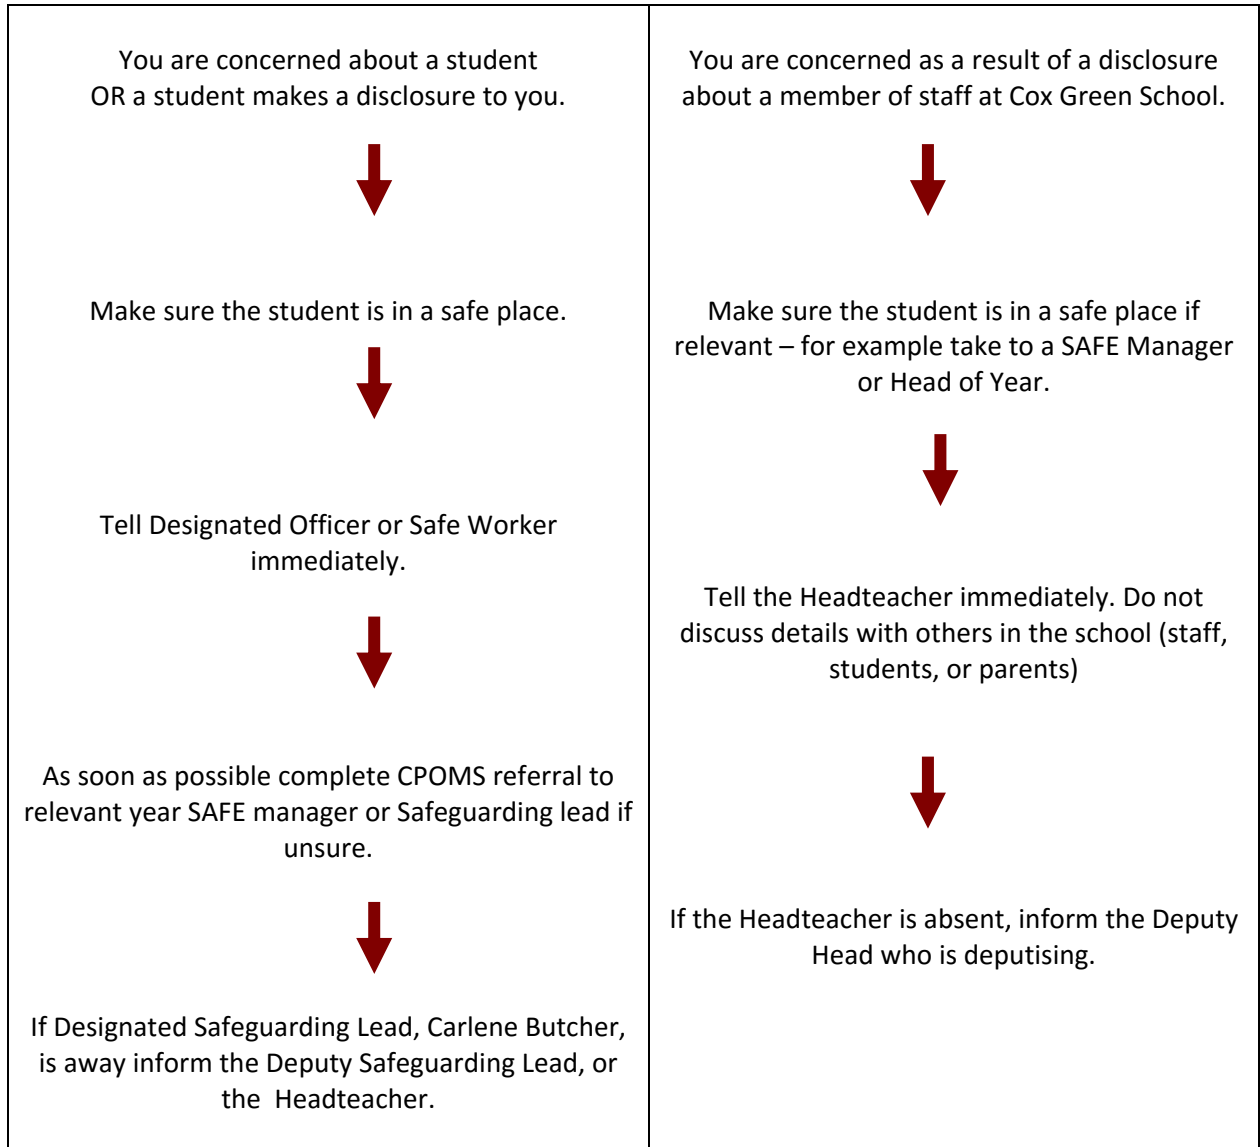 You are concerned about a student
OR a student makes a disclosure to you.
Make sure the student is in a safe place.
Tell Designated Officer or Safe Worker
immediately.
As soon as possible complete CPOMS referral to
relevant year SAFE manager or Safeguarding lead if
unsure.
If Designated Safeguarding Lead, Carlene Butcher,
is away inform the Deputy Safeguarding Lead, or
the Headteacher.
You are concerned as a result of a disclosure
about a member of staff at Cox Green School.
Make sure the student is in a safe place if
relevant – for example take to a SAFE Manager
or Head of Year.
Tell the Headteacher immediately. Do not
discuss details with others in the school (staff,
students, or parents)
If the Headteacher is absent, inform the Deputy
Head who is deputising.